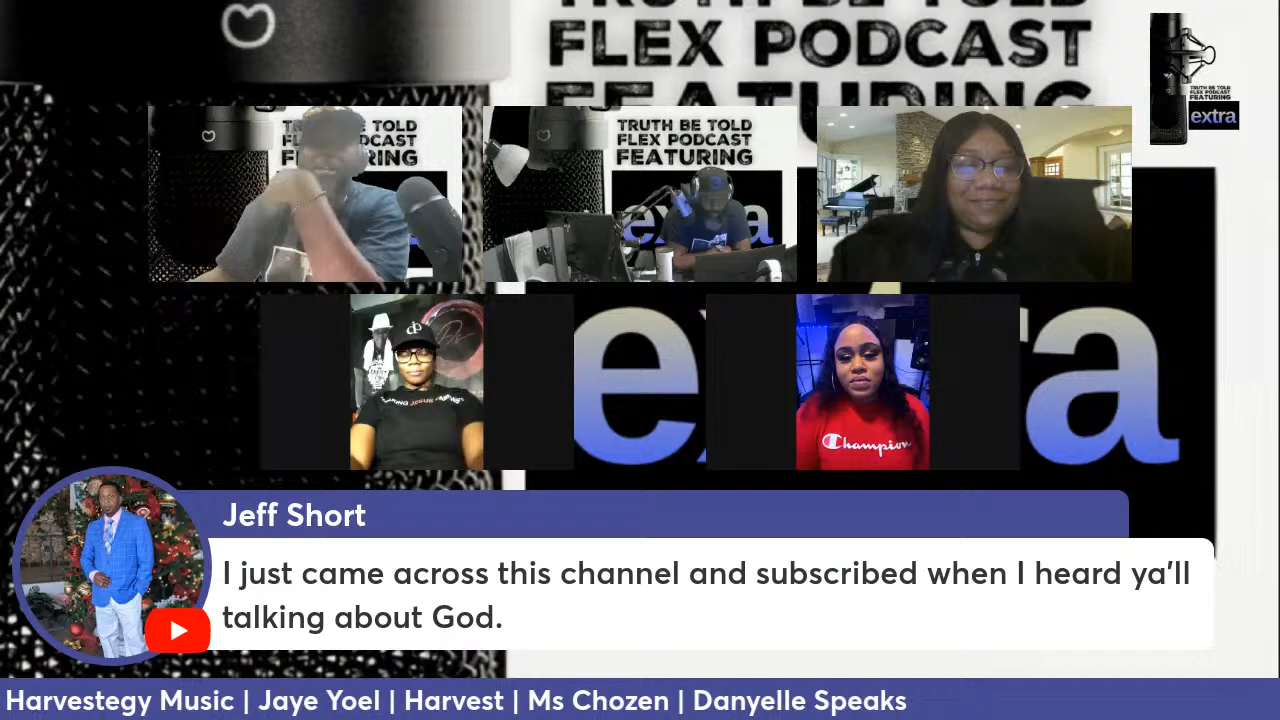 TRUTH BE TOLD
FLEX PODCAST
FEATURING
TRUTH BE TOLD
FLEX PODCAST
FEATURING
extra
TRUTH BE TOLD
FLEX PODCAST
FEATURING
extra
JESUS
Champion
Jeff Short
I just came across this channel and subscribed when I heard ya'll
talking about God.
Harvestegy Music | Jaye Yoel | Harvest | Ms Chozen | Danyelle Speaks